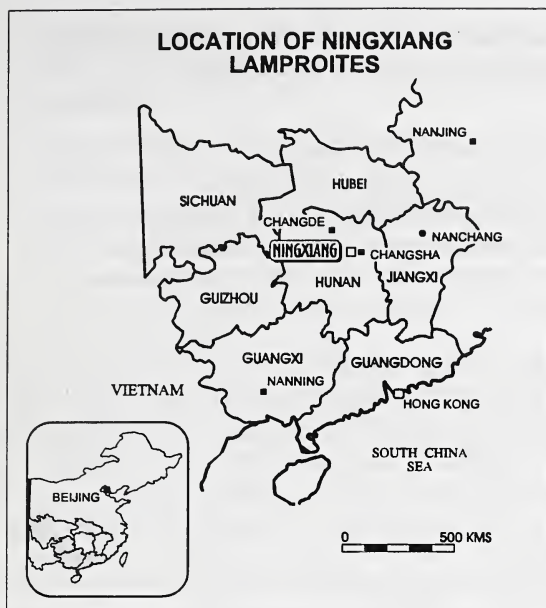 LOCATION OF NINGXIANG
LAMPROITES
NANJING
HUBEI
SICHUAN
CHANGDE
NANCHANG
NINGXIANG
CHANGSHA
JIANGXI
HUNAN
GUIZHOU
GUANGXI
GUANGDONG
VIETNAM
NANNING
HONG KONG
SOUTH CHINA
SEA
BEIJING
0 500 KMS